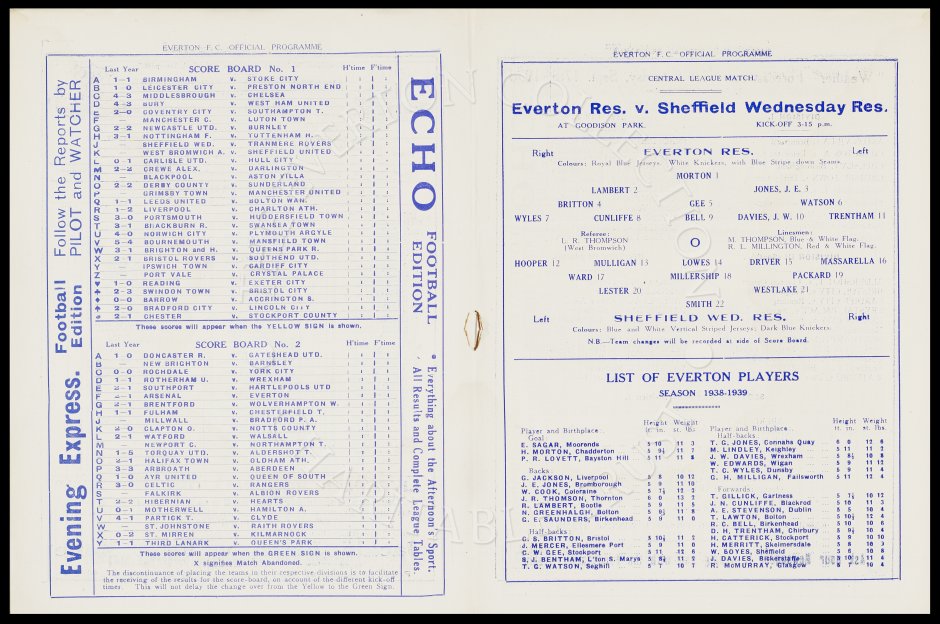 EVERTON F.C. OFFICIAL PROGRAMME
Evening Express. Football Edition
Follow the Reports by PILOT and WATCHER
Last Year SCORE BOARD No. 1 H'time F'time
A 1–1 BIRMINGHAM v. STOKE CITY
B 1–0 LEICESTER CITY v. PRESTON NORTH END
C 4–3 MIDDLESBROUGH v. CHELSEA
D 4–3 BURY v. WEST HAM UNITED
E 2–0 COVENTRY CITY v. SOUTHAMPTON T.
F MANCHESTER C. v. LUTON TOWN
G 2–2 NEWCASTLE UTD. v. BURNLEY
H 3–1 NOTTINGHAM F. v. TOTTENHAM H.
J SHEFFIELD WED. v. TRANMERE ROVERS
K WEST BROMWICH A. v. SHEFFIELD UNITED
L 0–1 CARLISLE UTD. v. HULL CITY
M 2–2 CREWE ALEX. v. DARLINGTON
N — BLACKPOOL v. ASTON VILLA
O 2–2 DERBY COUNTY v. SUNDERLAND
P GRIMSBY TOWN v. MANCHESTER UNITED
Q 1–1 LEEDS UNITED v. BOLTON WAN.
R 1–2 LIVERPOOL v. CHARLTON ATH.
S 3–0 PORTSMOUTH v. HUDDERSFIELD TOWN
T 3–1 BLACKBURN R. v. SWANSEA TOWN
U 4–0 NORWICH CITY v. PLYMOUTH ARGYLE
V 5–4 BOURNEMOUTH v. MANSFIELD TOWN
W 3–1 BRIGHTON and H. v. QUEENS PARK R.
X 2–1 BRISTOL ROVERS v. SOUTHEND UTD.
Y — IPSWICH TOWN v. CARDIFF CITY
Z — PORT VALE v. CRYSTAL PALACE
♥ 1–0 READING v. EXETER CITY
♣ 2–3 SWINDON TOWN v. BRISTOL CITY
♦ 0–0 BARROW v. ACCRINGTON S.
♠ 2–0 BRADFORD CITY v. LINCOLN CITY
2–1 CHESTER v. STOCKPORT COUNTY
These scores will appear when the YELLOW SIGN is shown.
Last Year SCORE BOARD No. 2 H'time F'time
A 1–0 DONCASTER R. v. GATESHEAD UTD.
B NEW BRIGHTON v. BARNSLEY
C 0–0 ROCHDALE v. YORK CITY
D 1–1 ROTHERHAM U. v. WREXHAM
E 2–1 SOUTHPORT v. HARTLEPOOLS UTD
F 2–1 ARSENAL v. EVERTON
G 2–1 BRENTFORD v. WOLVERHAMPTON W.
H 1–1 FULHAM v. CHESTERFIELD T.
J MILLWALL v. BRADFORD P. A.
K 2–0 CLAPTON O. v. NOTTS COUNTY
L 2–1 WATFORD v. WALSALL
M NEWPORT C. v. NORTHAMPTON T.
N 1–5 TORQUAY UTD. v. ALDERSHOT T.
O 2–1 HALIFAX TOWN v. OLDHAM ATH.
P 3–3 ARBROATH v. ABERDEEN
Q 1–0 AYR UNITED v. QUEEN OF SOUTH
R 3–0 CELTIC v. RANGERS
S FALKIRK v. ALBION ROVERS
T 2–2 HIBERNIAN v. HEARTS
U 0–1 MOTHERWELL v. HAMILTON A.
V 4–1 PARTICK T. v. CLYDE
W ST. JOHNSTONE v. RAITH ROVERS
X 0–2 ST. MIRREN v. KILMARNOCK
Y 1–1 THIRD LANARK v. QUEEN'S PARK
These scores will appear when the GREEN SIGN is shown.
X signifies Match Abandoned.
The discontinuance of placing the teams in their respective divisions is to facilitate
the receiving of the results for the score-board, on account of the different kick-off
times. This will not delay the change over from the Yellow to the Green Sign.
ECHO FOOTBALL EDITION
• Everything about the Afternoon's Sport.
All Results and Complete League Tables.
EVERTON F.C. OFFICIAL PROGRAMME
CENTRAL LEAGUE MATCH.
Everton Res. v. Sheffield Wednesday Res.
AT GOODISON PARK. KICK-OFF 3-15 p.m.
Right EVERTON RES. Left
Colours: Royal Blue Jerseys, White Knickers, with Blue Stripe down Seams.
MORTON 1
LAMBERT 2 JONES, J. E. 3
BRITTON 4 GEE 5 WATSON 6
WYLES 7 CUNLIFFE 8 BELL 9 DAVIES, J. W. 10 TRENTHAM 11
Referee: L. R. THOMPSON (West Bromwich)
O
Linesmen: M. THOMPSON, Blue & White Flag.
R. L. MILLINGTON, Red & White Flag.
HOOPER 12 MULLIGAN 13 LOWES 14 DRIVER 15 MASSARELLA 16
WARD 17 MILLERSHIP 18 PACKARD 19
LESTER 20 WESTLAKE 21
SMITH 22
Left SHEFFIELD WED. RES. Right
Colours: Blue and White Vertical Striped Jerseys; Dark Blue Knickers.
N.B.—Team changes will be recorded at side of Score Board.
LIST OF EVERTON PLAYERS
SEASON 1938-1939
Player and Birthplace. Height ft. in. Weight st. lbs.
Goal
E. SAGAR, Moorends 5 10 11 3
H. MORTON, Chadderton
P. R. LOVETT, Bayston Hill
Backs
G. JACKSON, Liverpool 5 8 10 12
J. E. JONES, Bromborough 5 9 11 10
W. COOK, Coleraine
J. R. THOMSON, Thornton 6 0 13 2
R. LAMBERT, Bootle
N. GREENHALGH, Bolton
G. E. SAUNDERS, Birkenhead 5 9 11 0
Half-backs
C. S. BRITTON, Bristol
J. MERCER, Ellesmere Port
C. W. GEE, Stockport
S. J. BENTHAM, L'ton S. Marys
T. G. WATSON, Seghill
Player and Birthplace. Height ft. in. Weight st. lbs.
Half-backs.
T. G. JONES, Connahs Quay 6 0 12 6
M. LINDLEY, Keighley 5 11 11 2
J. W. DAVIES, Wrexham
W. EDWARDS, Wigan
T. C. WYLES, Dunsby
G. H. MILLIGAN, Failsworth
Forwards.
T. GILLICK, Gartness
J. N. CUNLIFFE, Blackrod
A. E. STEVENSON, Dublin
T. LAWTON, Bolton
R. C. BELL, Birkenhead
D. H. TRENTHAM, Chirbury
H. CATTERICK, Stockport
H. MERRITT, Skelmersdale
W. BOYES, Sheffield
J. DAVIES, Birkenhead
R. McMURRAY, Glasgow